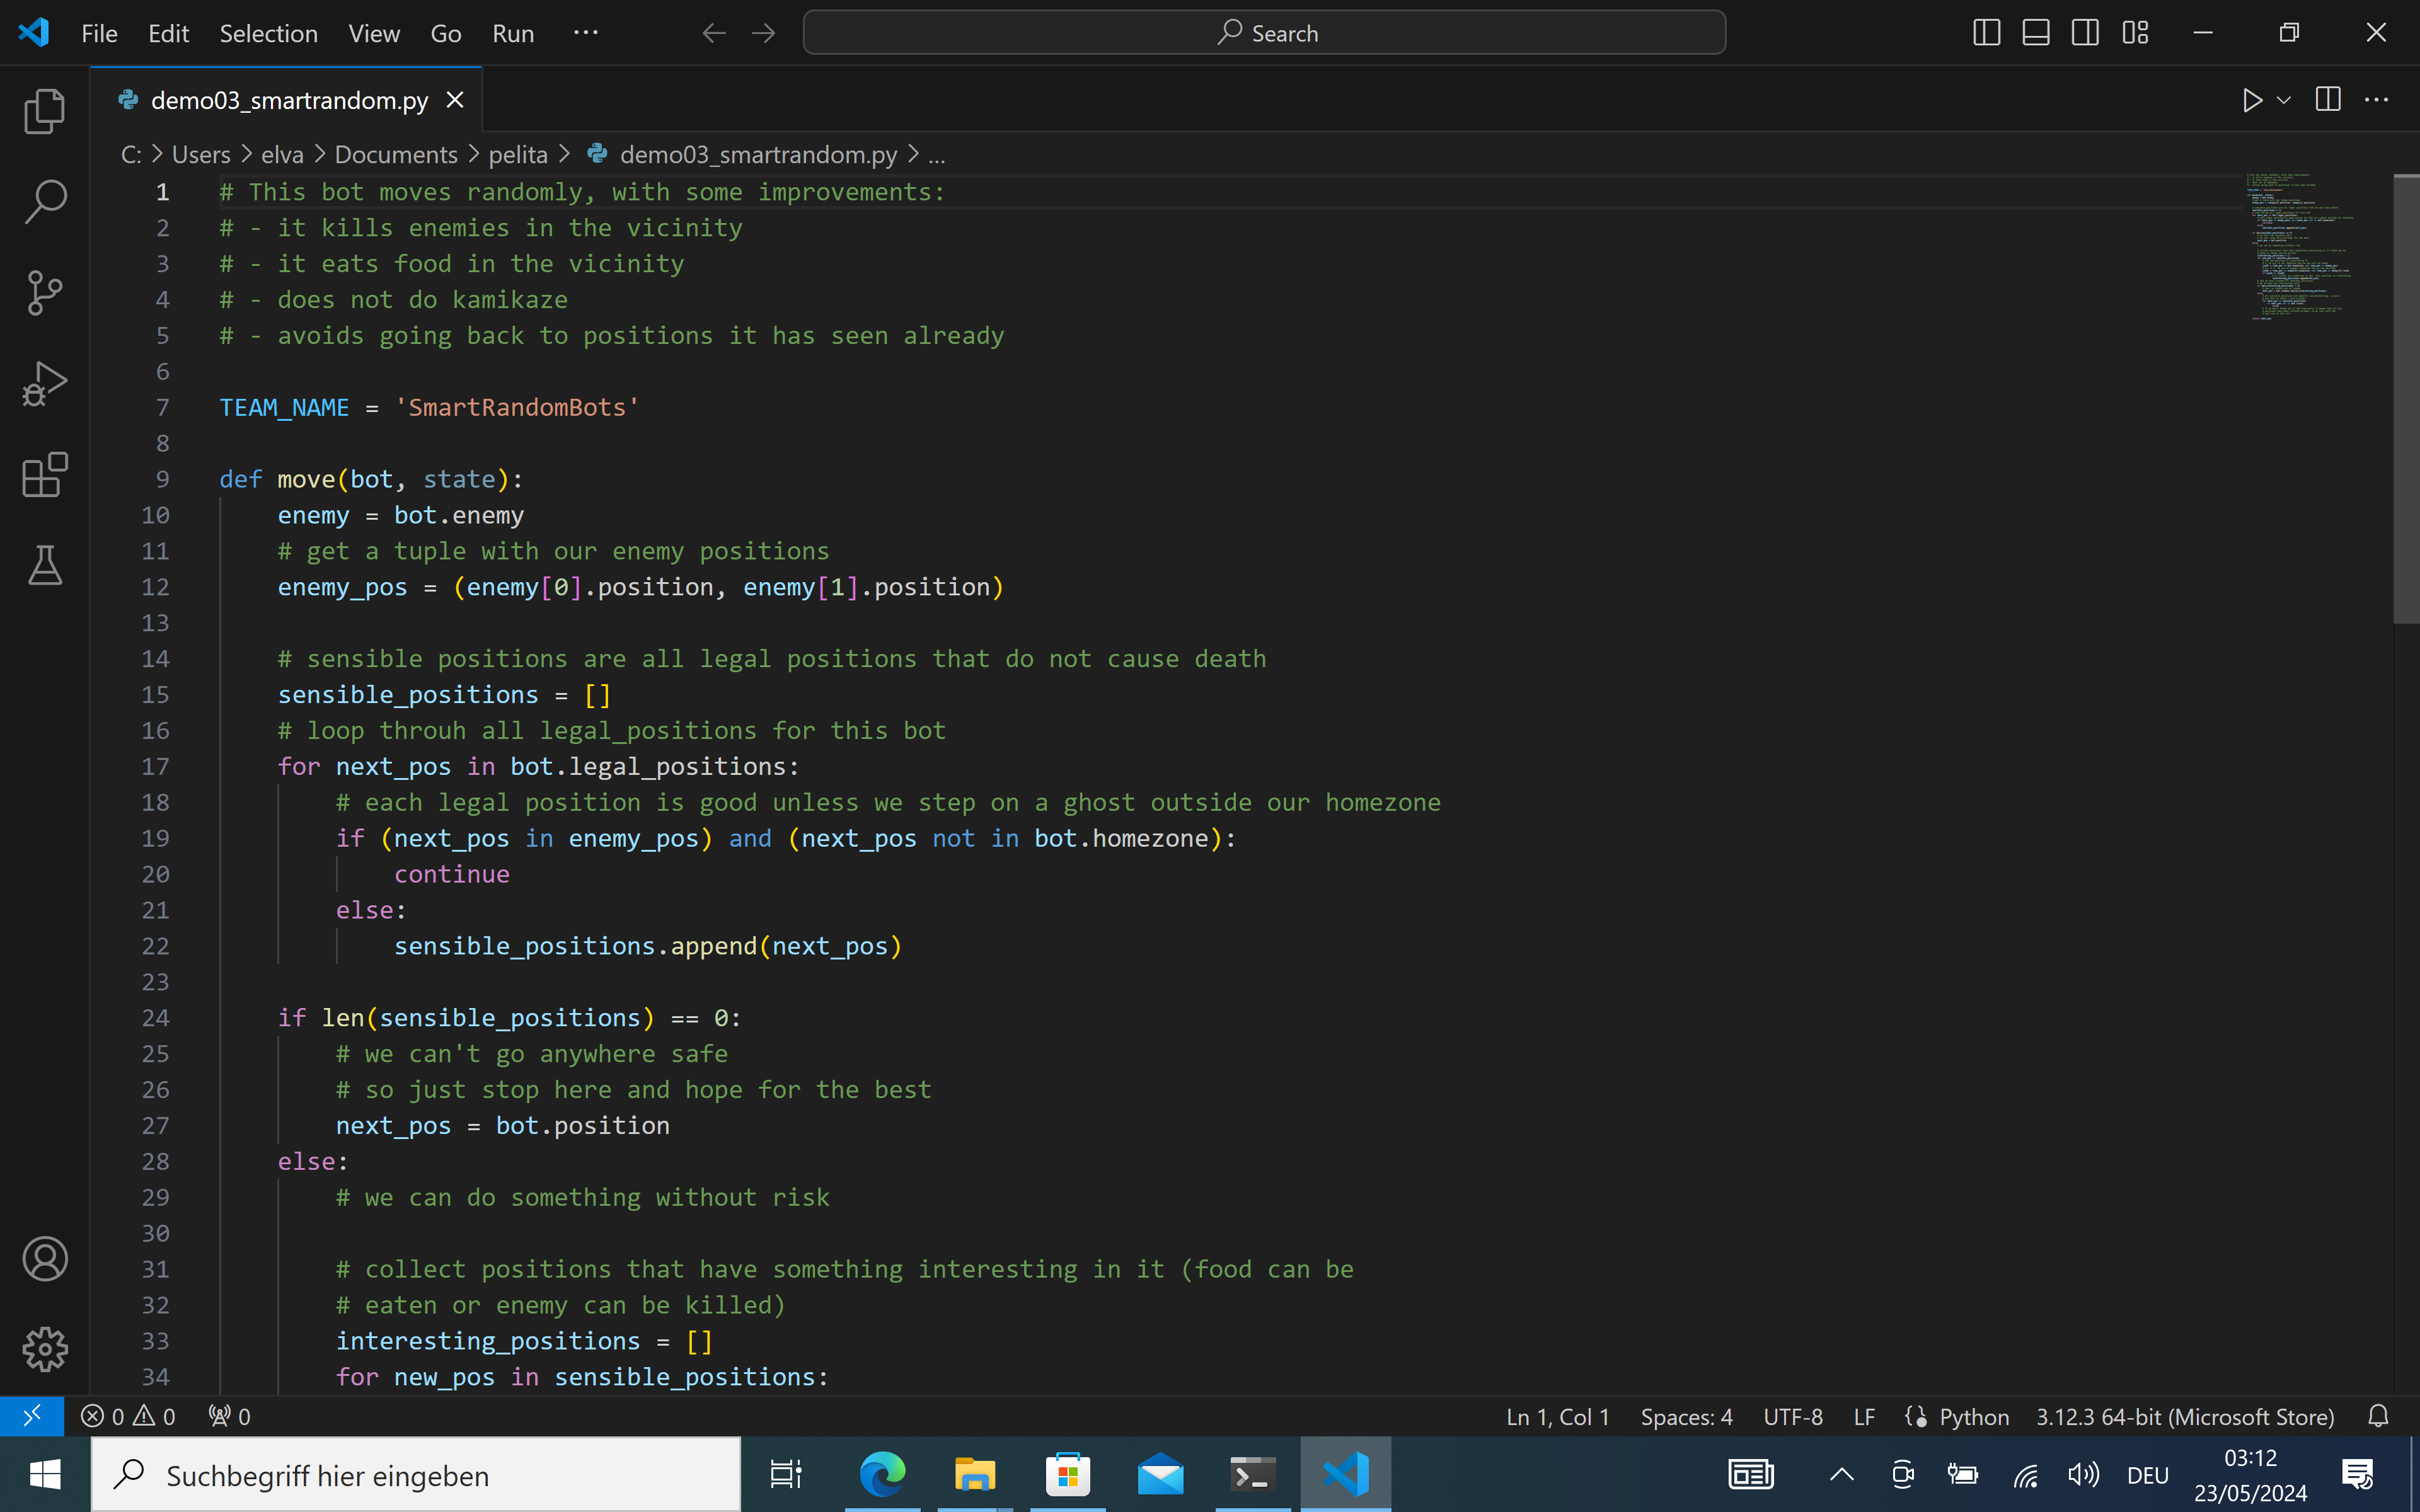 File Edit Selection View Go Run ··· Search
demo03_smartrandom.py
C: > Users > elva > Documents > pelita > demo03_smartrandom.py > ...
1 # This bot moves randomly, with some improvements:
2 # - it kills enemies in the vicinity
3 # - it eats food in the vicinity
4 # - does not do kamikaze
5 # - avoids going back to positions it has seen already
6
7 TEAM_NAME = 'SmartRandomBots'
8
9 def move(bot, state):
10     enemy = bot.enemy
11     # get a tuple with our enemy positions
12     enemy_pos = (enemy[0].position, enemy[1].position)
13
14     # sensible positions are all legal positions that do not cause death
15     sensible_positions = []
16     # loop throuh all legal_positions for this bot
17     for next_pos in bot.legal_positions:
18         # each legal position is good unless we step on a ghost outside our homezone
19         if (next_pos in enemy_pos) and (next_pos not in bot.homezone):
20             continue
21         else:
22             sensible_positions.append(next_pos)
23
24     if len(sensible_positions) == 0:
25         # we can't go anywhere safe
26         # so just stop here and hope for the best
27         next_pos = bot.position
28     else:
29         # we can do something without risk
30
31         # collect positions that have something interesting in it (food can be
32         # eaten or enemy can be killed)
33         interesting_positions = []
34         for new_pos in sensible_positions:
0 0 0 Ln 1, Col 1 Spaces: 4 UTF-8 LF Python 3.12.3 64-bit (Microsoft Store)
Suchbegriff hier eingeben DEU 03:12
23/05/2024